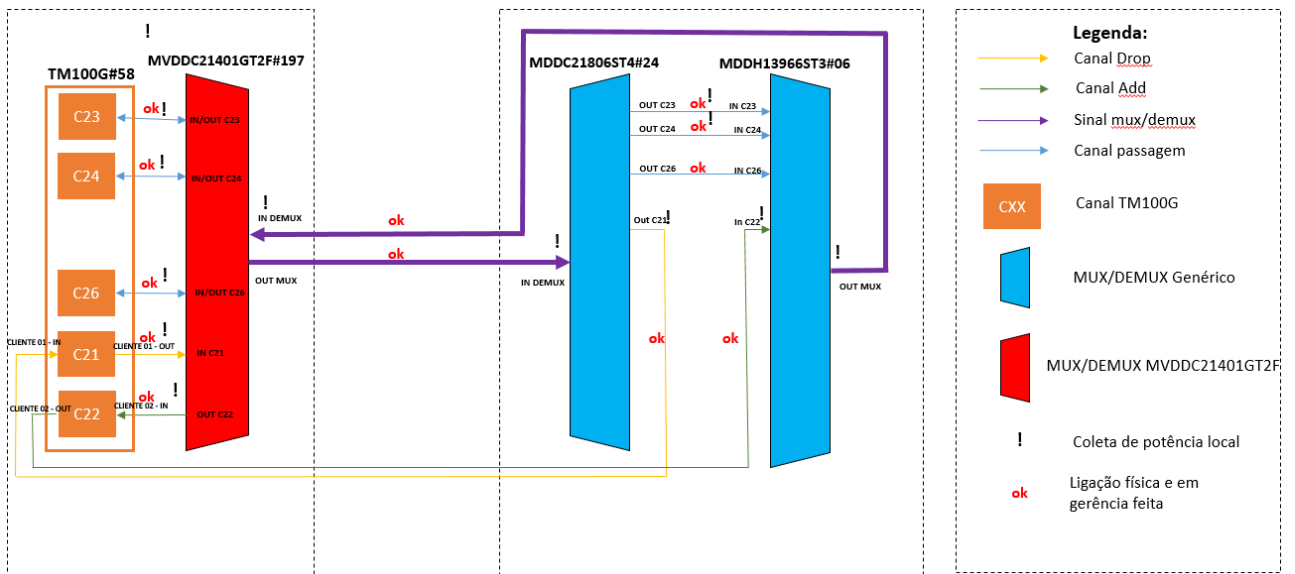 !
MVDDC21401GT2F#197
TM100G#58
C23
ok
!
IN/OUT C23
C24
ok
!
IN/OUT C24
C26
ok
!
IN/OUT C26
CLIENTE 01 - IN
C21
ok
!
CLIENTE 01 - OUT
IN C21
CLIENTE 02 - OUT
C22
ok
!
CLIENTE 02 - IN
OUT C22
!
IN DEMUX
ok
ok
OUT MUX
MDDC21806ST4#24
MDDH13966ST3#06
OUT C23
ok
!
IN C23
OUT C24
ok
!
IN C24
OUT C26
ok
IN C26
Out C21
!
In C22
!
!
IN DEMUX
!
OUT MUX
ok
ok
Legenda:
Canal Drop
Canal Add
Sinal mux/demux
Canal passagem
CXX
Canal TM100G
MUX/DEMUX Genérico
MUX/DEMUX MVDDC21401GT2F
!
Coleta de potência local
ok
Ligação física e em
gerência feita